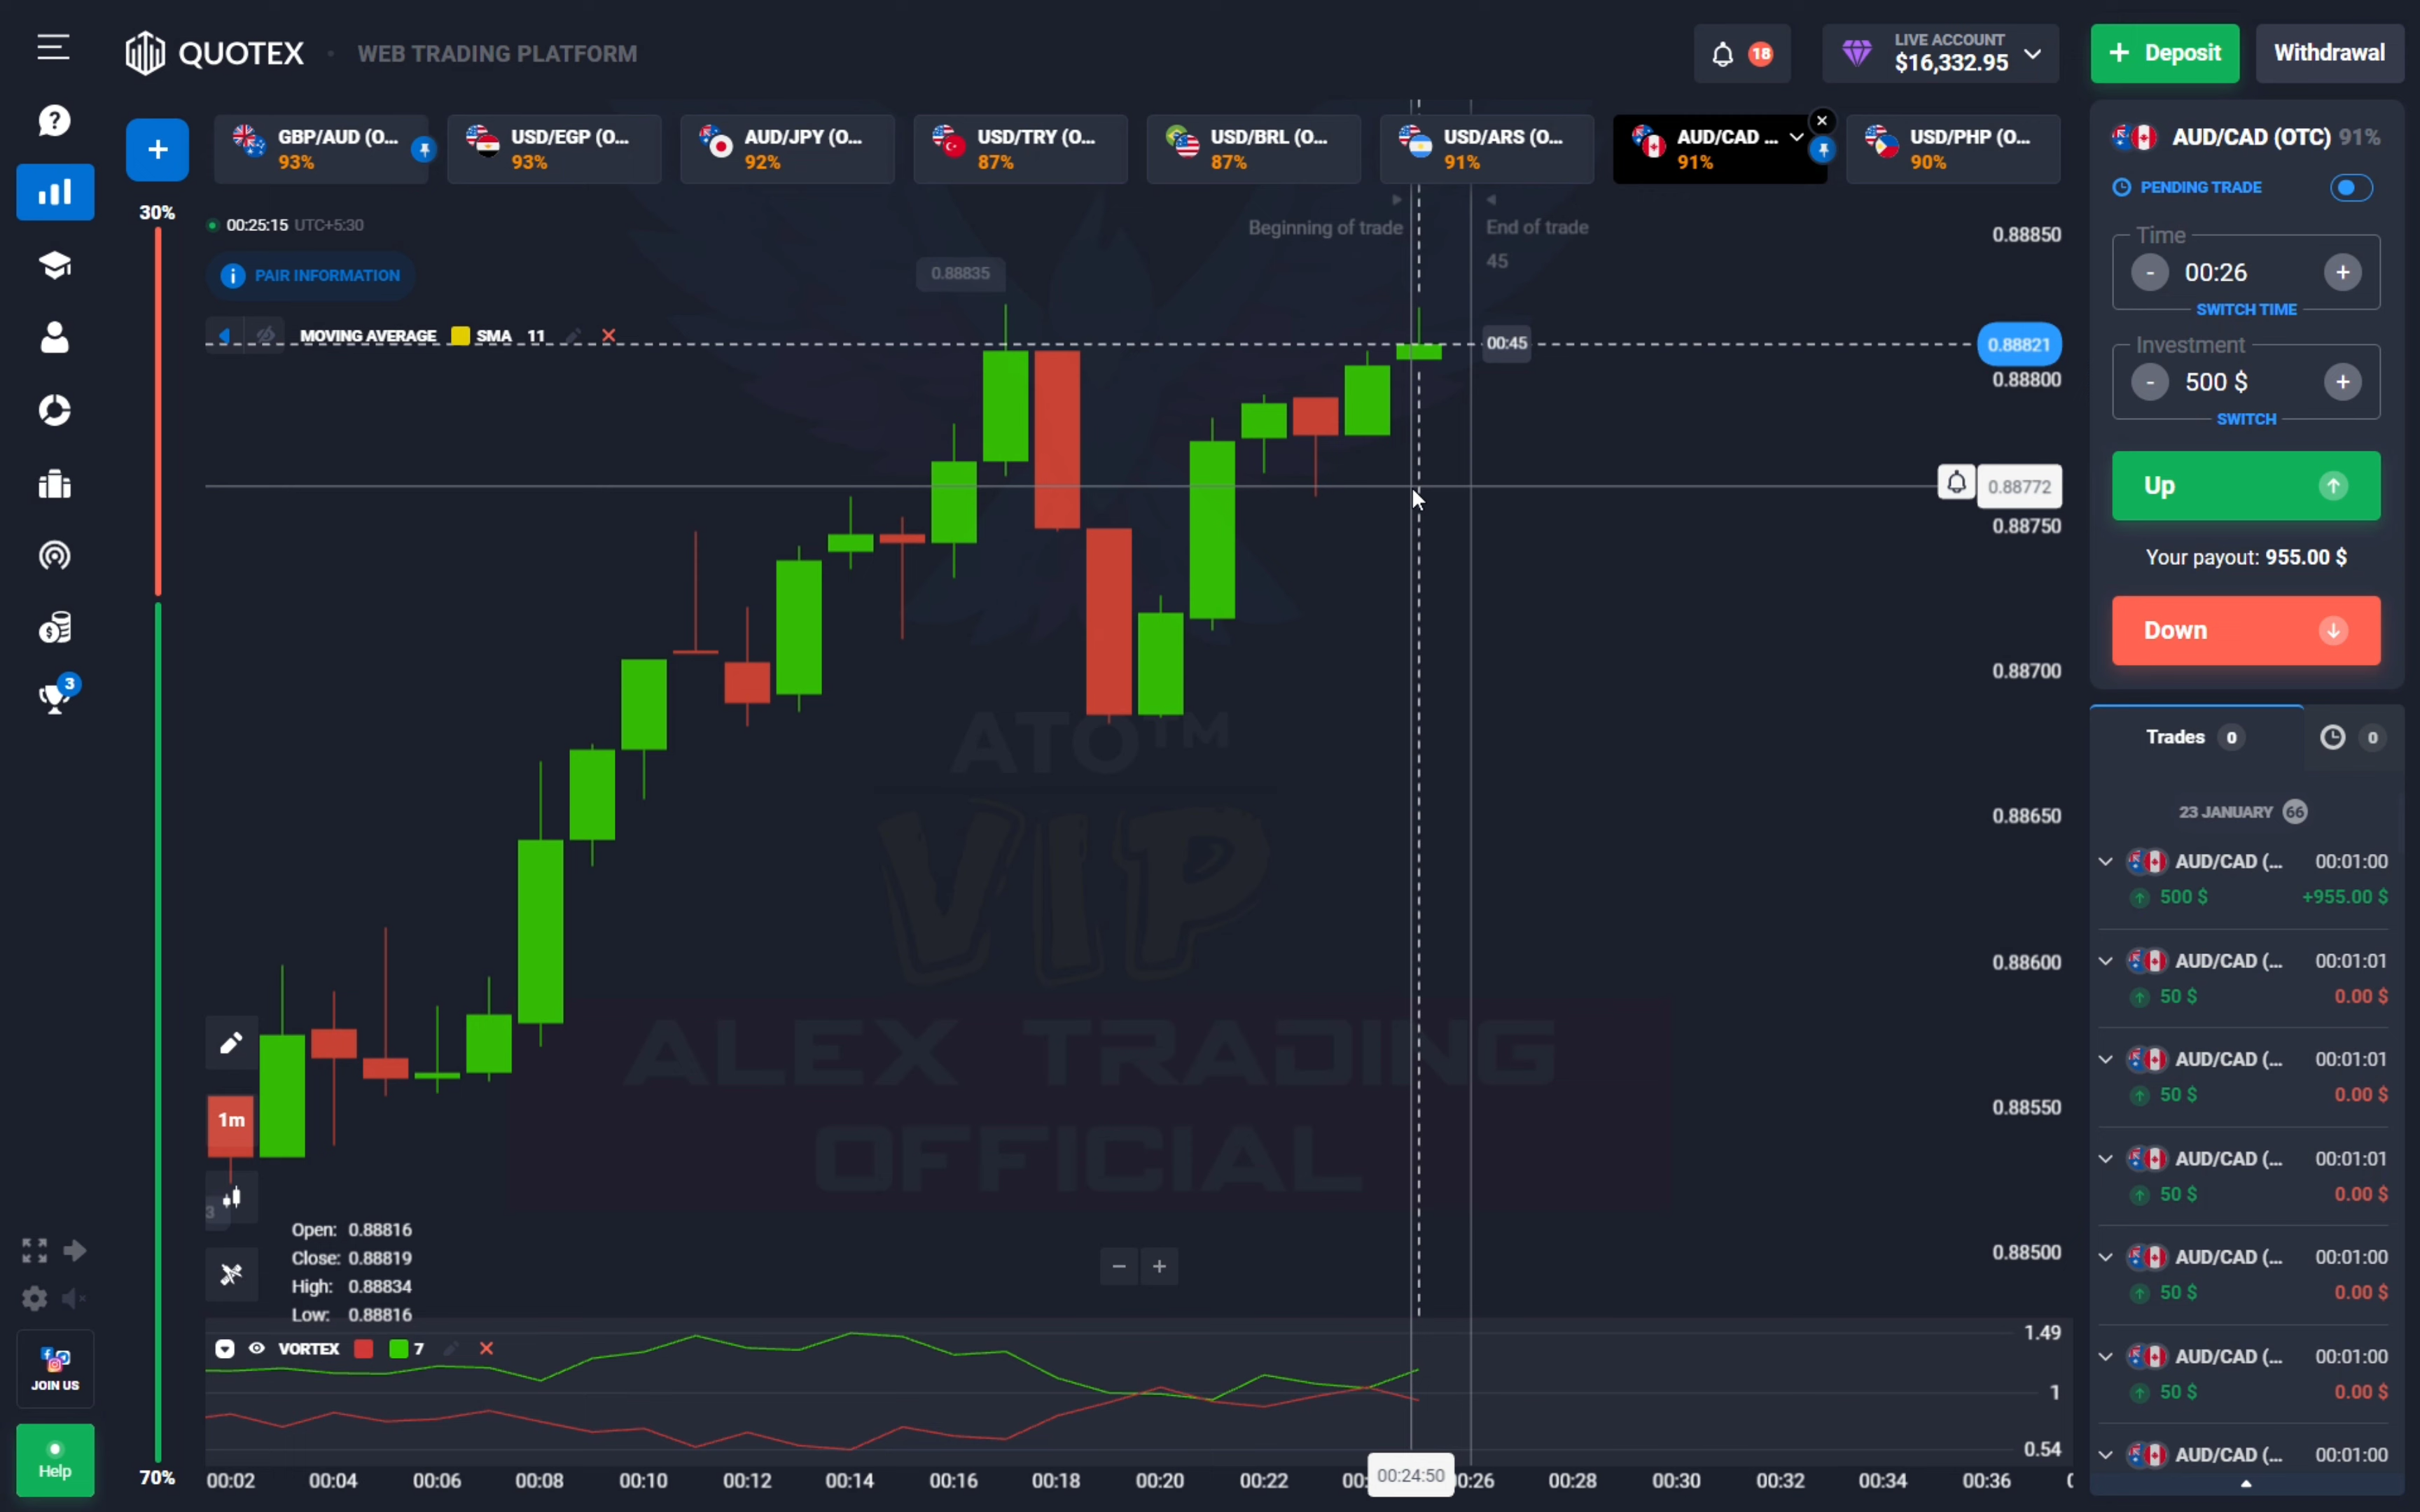 QUOTEX · WEB TRADING PLATFORM
18
LIVE ACCOUNT
$16,332.95
+ Deposit
Withdrawal
GBP/AUD (O...
93%
USD/EGP (O...
93%
AUD/JPY (O...
92%
USD/TRY (O...
87%
USD/BRL (O...
87%
USD/ARS (O...
91%
AUD/CAD ...
91%
USD/PHP (O...
90%
AUD/CAD (OTC) 91%
PENDING TRADE
Time
- 00:26 +
SWITCH TIME
Investment
- 500 $ +
SWITCH
Up
Your payout: 955.00 $
Down
Trades 0
0
23 JANUARY 66
AUD/CAD (... 00:01:00
500 $ +955.00 $
AUD/CAD (... 00:01:01
50 $ 0.00 $
AUD/CAD (... 00:01:01
50 $ 0.00 $
AUD/CAD (... 00:01:01
50 $ 0.00 $
AUD/CAD (... 00:01:00
50 $ 0.00 $
AUD/CAD (... 00:01:00
50 $ 0.00 $
AUD/CAD (... 00:01:00
30%
70%
00:25:15 UTC+5:30
PAIR INFORMATION
MOVING AVERAGE SMA 11
Beginning of trade
End of trade
45
0.88835
00:45
0.88850
0.88821
0.88800
0.88772
0.88750
0.88700
0.88650
0.88600
0.88550
0.88500
ATO™
VIP
ALEX TRADING
OFFICIAL
1m
3
Open: 0.88816
Close: 0.88819
High: 0.88834
Low: 0.88816
VORTEX 7
1.49
1
0.54
00:02 00:04 00:06 00:08 00:10 00:12 00:14 00:16 00:18 00:20 00:22 00:24:50 00:28 00:30 00:32 00:34 00:36
3
JOIN US
Help